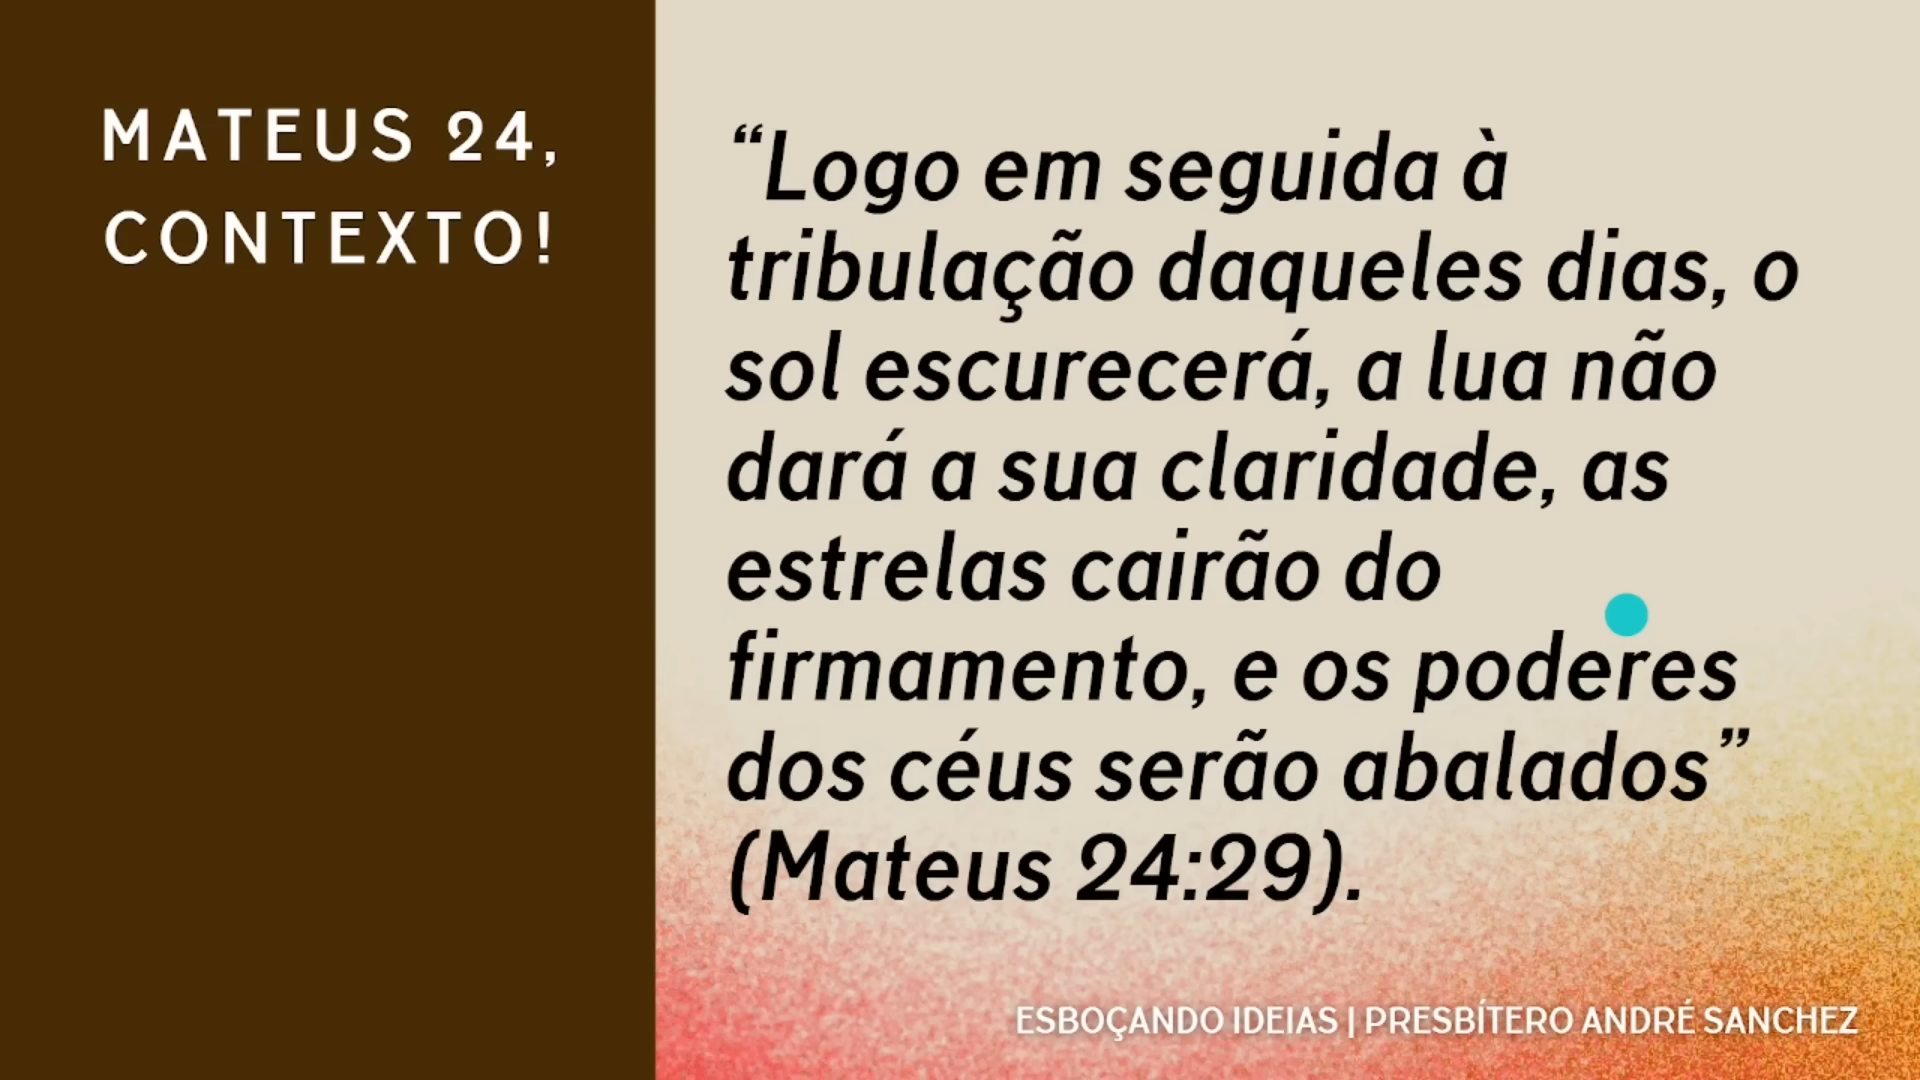 MATEUS 24,
CONTEXTO!
“Logo em seguida à
tribulação daqueles dias, o
sol escurecerá, a lua não
dará a sua claridade, as
estrelas cairão do
firmamento, e os poderes
dos céus serão abalados”
(Mateus 24:29).
ESBOÇANDO IDEIAS | PRESBÍTERO ANDRÉ SANCHEZ